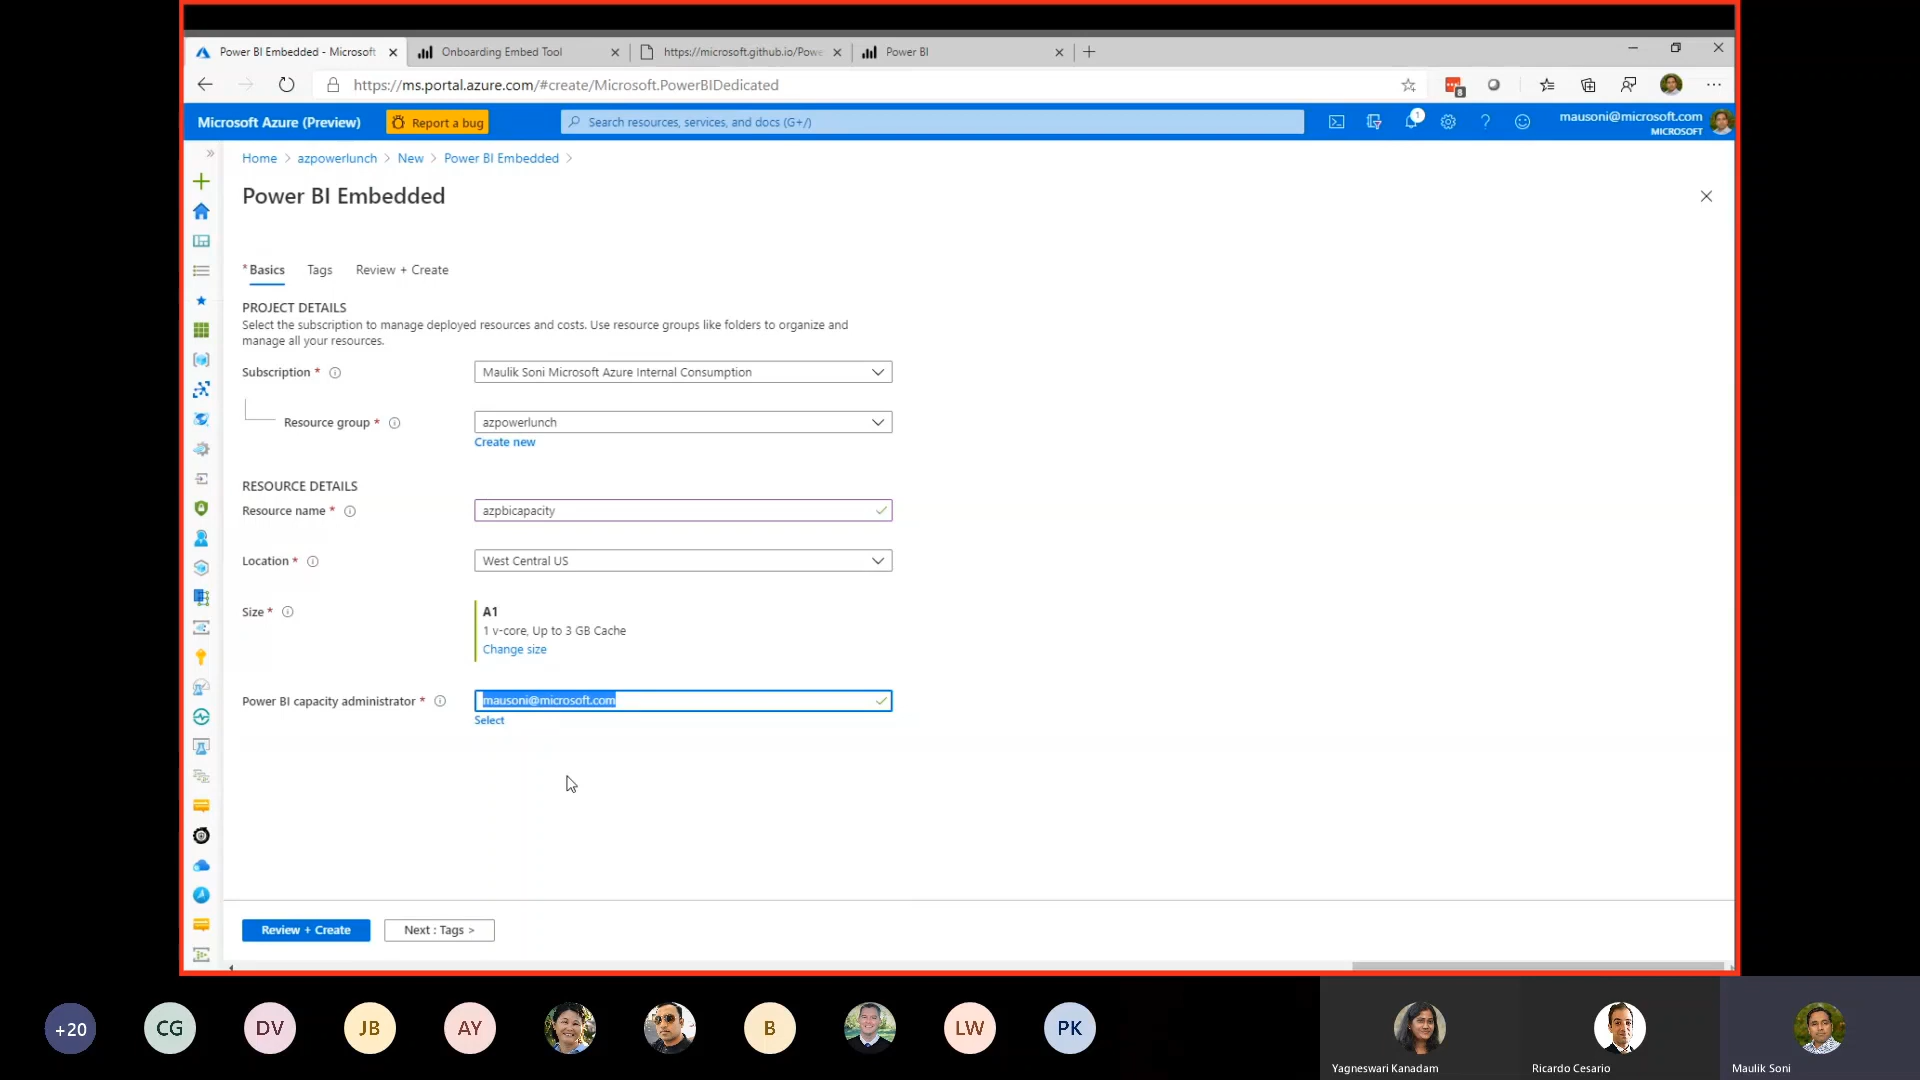 Power BI Embedded - Microsoft
Onboarding Embed Tool
https://microsoft.github.io/Powe
Power BI
https://ms.portal.azure.com/#create/Microsoft.PowerBIDedicated
8
Microsoft Azure (Preview)
Report a bug
Search resources, services, and docs (G+/)
1
mausoni@microsoft.com
MICROSOFT
Home > azpowerlunch > New > Power BI Embedded >
Power BI Embedded
* Basics
Tags
Review + Create
PROJECT DETAILS
Select the subscription to manage deployed resources and costs. Use resource groups like folders to organize and
manage all your resources.
Subscription *
Maulik Soni Microsoft Azure Internal Consumption
Resource group *
azpowerlunch
Create new
RESOURCE DETAILS
Resource name *
azpbicapacity
Location *
West Central US
Size *
A1
1 v-core, Up to 3 GB Cache
Change size
Power BI capacity administrator *
mausoni@microsoft.com
Select
Review + Create
Next : Tags >
+20
CG
DV
JB
AY
B
LW
PK
Yagneswari Kanadam
Ricardo Cesario
Maulik Soni